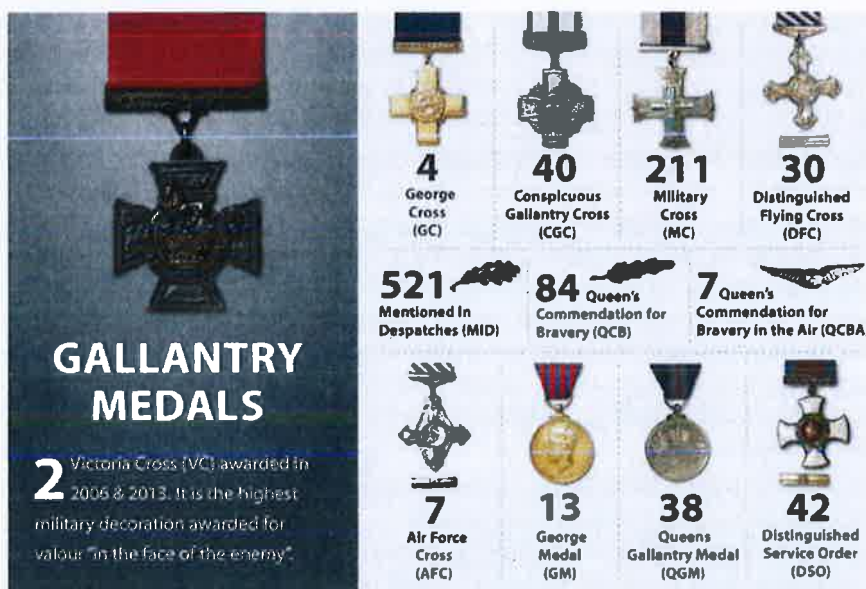 GALLANTRY
MEDALS
2 Victoria Cross (VC) awarded in
2006 & 2013. It is the highest
military decoration awarded for
valour "in the face of the enemy".
4
George
Cross
(GC)
40
Conspicuous
Gallantry Cross
(CGC)
211
Military
Cross
(MC)
30
Distinguished
Flying Cross
(DFC)
521
Mentioned in
Despatches (MID)
84 Queen's
Commendation for
Bravery (QCB)
7 Queen's
Commendation for
Bravery in the Air (QCBA
7
Air Force
Cross
(AFC)
13
George
Medal
(GM)
38
Queens
Gallantry Medal
(QGM)
42
Distinguished
Service Order
(DSO)